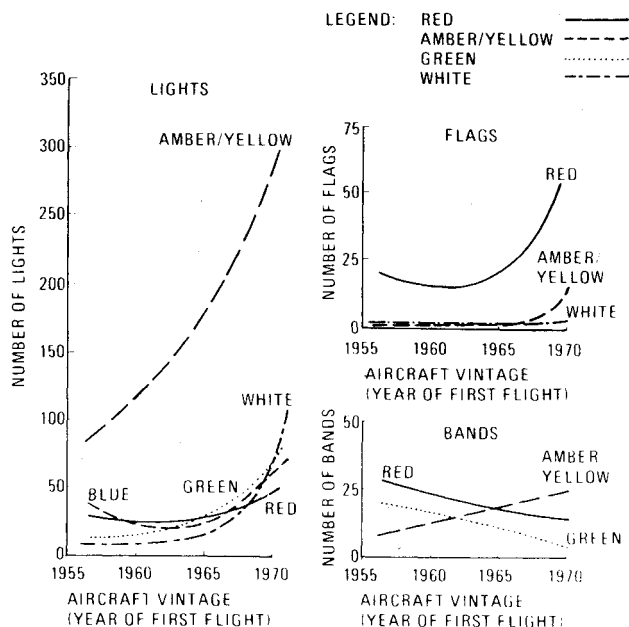 LEGEND: RED
AMBER/YELLOW
GREEN
WHITE
LIGHTS
350
300
250
200
150
100
50
0
NUMBER OF LIGHTS
AMBER/YELLOW
WHITE
BLUE
GREEN
RED
1955 1960 1965 1970
AIRCRAFT VINTAGE
(YEAR OF FIRST FLIGHT)
FLAGS
75
50
25
0
NUMBER OF FLAGS
RED
AMBER/
YELLOW
WHITE
1955 1960 1965 1970
AIRCRAFT VINTAGE
(YEAR OF FIRST FLIGHT)
BANDS
50
25
0
NUMBER OF BANDS
RED
AMBER
YELLOW
GREEN
1955 1960 1965 1970
AIRCRAFT VINTAGE
(YEAR OF FIRST FLIGHT)